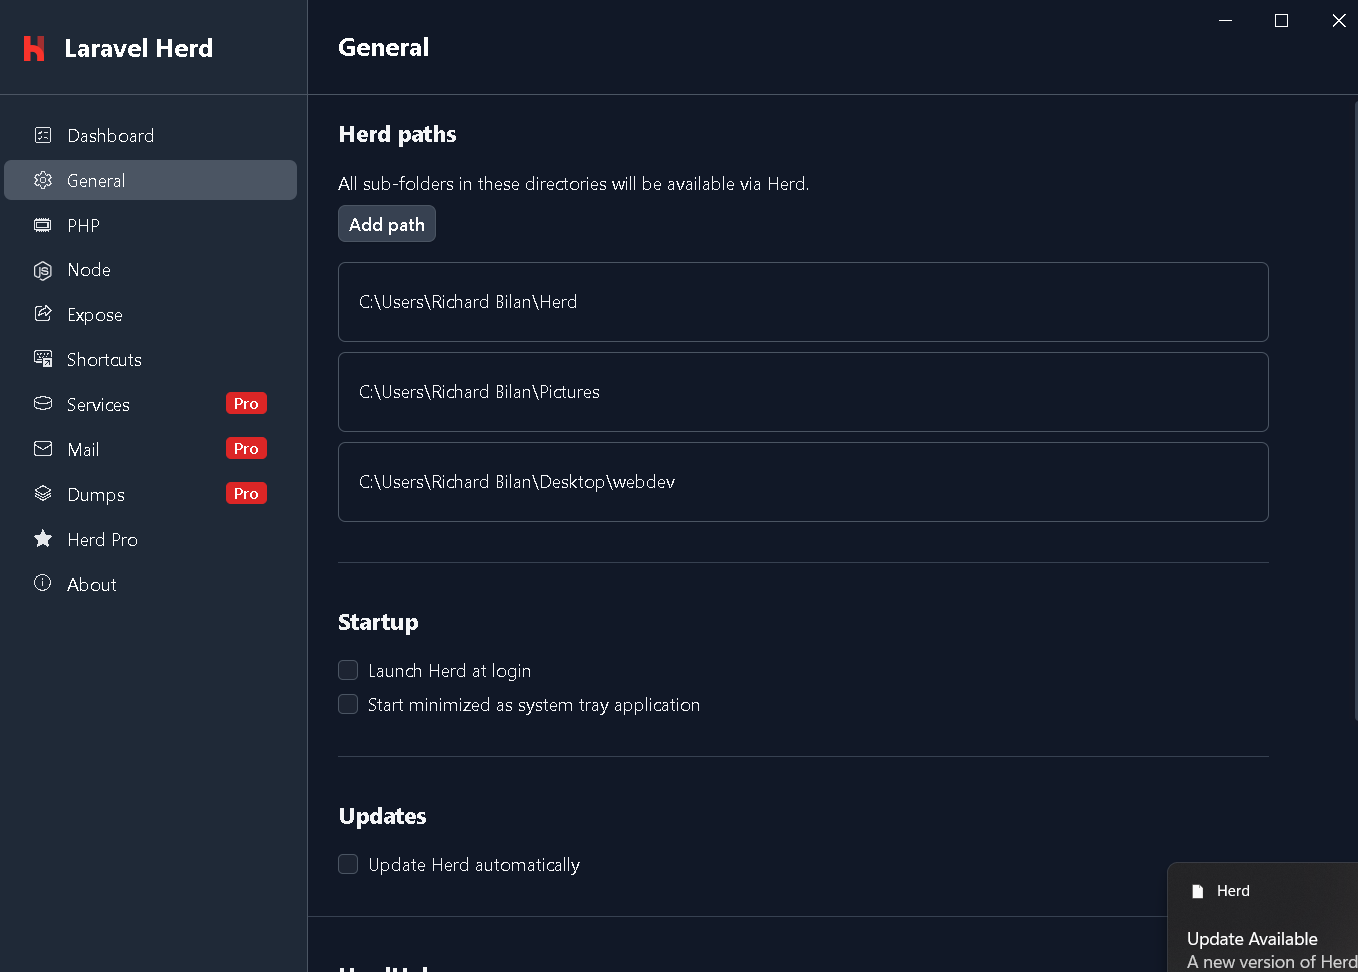 Laravel Herd
General
Dashboard
General
PHP
Node
Expose
Shortcuts
Services Pro
Mail Pro
Dumps Pro
Herd Pro
About
Herd paths
All sub-folders in these directories will be available via Herd.
Add path
C:\Users\Richard Bilan\Herd
C:\Users\Richard Bilan\Pictures
C:\Users\Richard Bilan\Desktop\webdev
Startup
Launch Herd at login
Start minimized as system tray application
Updates
Update Herd automatically
Herd
Update Available
A new version of Herd